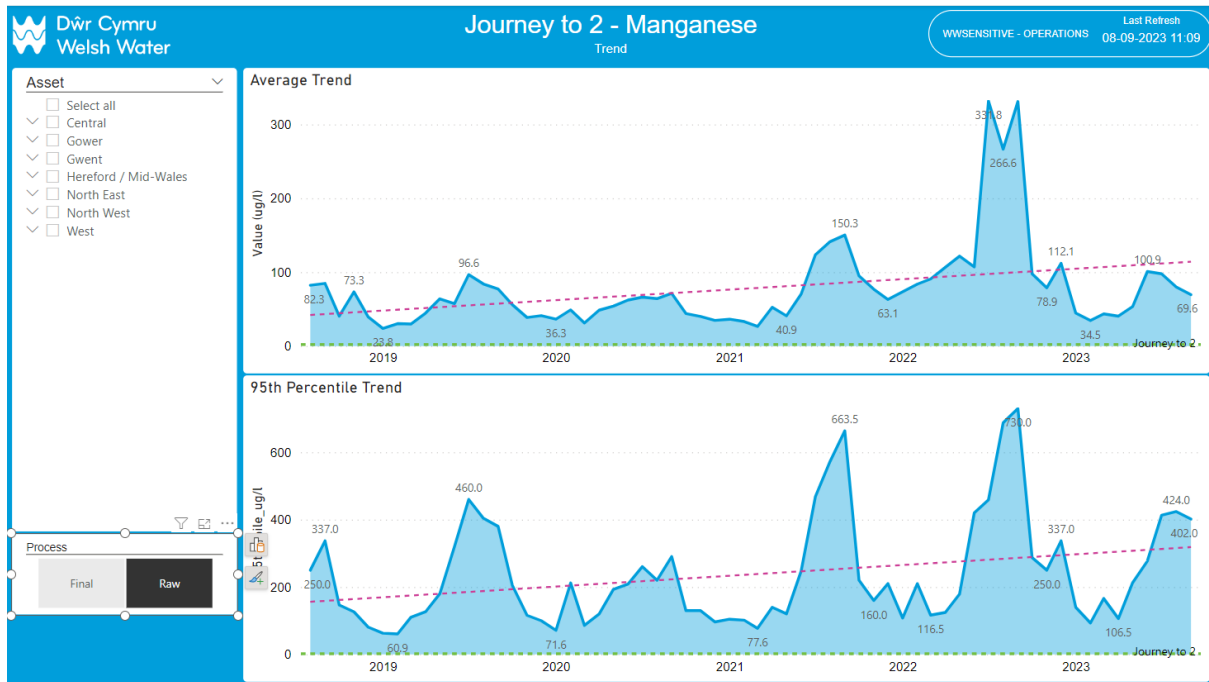 Dŵr Cymru
Welsh Water
Journey to 2 - Manganese
Trend
WWSENSITIVE - OPERATIONS
Last Refresh
08-09-2023 11:09
Asset
Select all
Central
Gower
Gwent
Hereford / Mid-Wales
North East
North West
West
Process
Final
Raw
Average Trend
Value (ug/l)
300
200
100
0
82.3
73.3
23.8
96.6
36.3
40.9
150.3
63.1
331.8
266.6
78.9
112.1
34.5
100.9
69.6
Journey to 2
2019
2020
2021
2022
2023
95th Percentile Trend
600
400
200
0
250.0
337.0
60.9
460.0
71.6
77.6
663.5
160.0
116.5
730.0
250.0
337.0
106.5
424.0
402.0
Journey to 2
2019
2020
2021
2022
2023